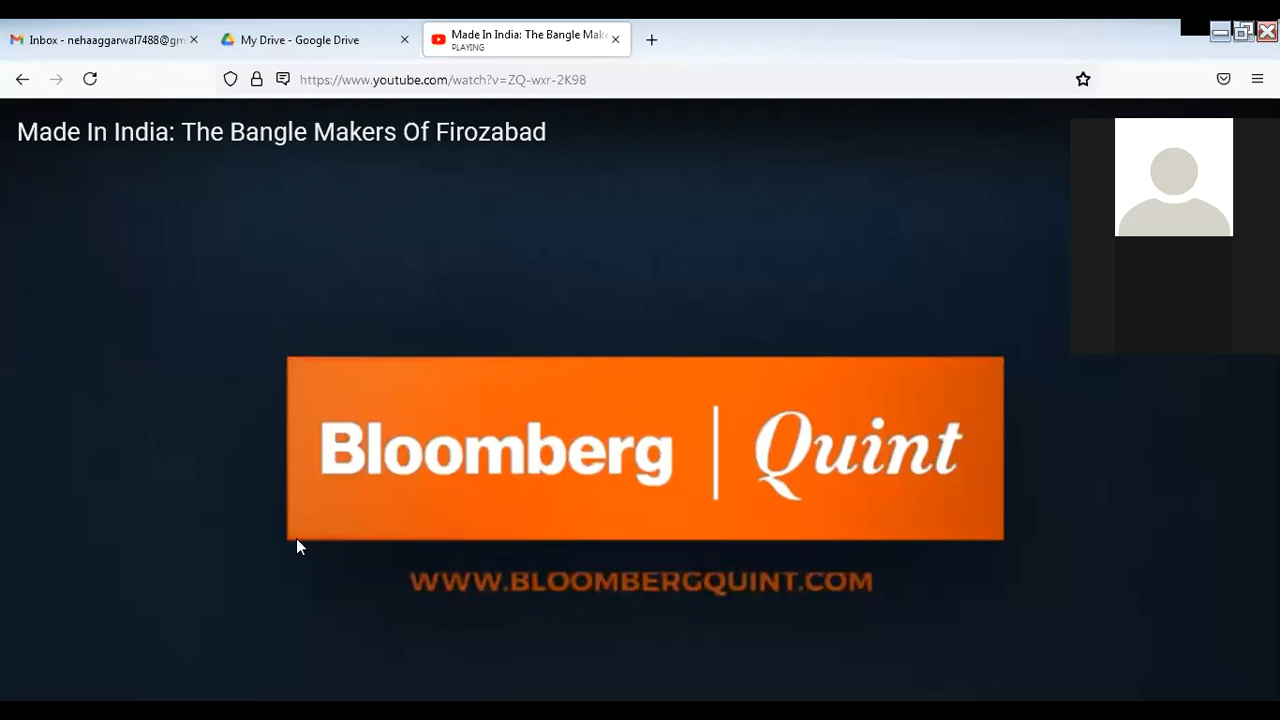 Inbox - nehaaggarwal7488@gm
My Drive - Google Drive
Made In India: The Bangle Make
PLAYING
https://www.youtube.com/watch?v=ZQ-wxr-2K98
Made In India: The Bangle Makers Of Firozabad
Bloomberg | Quint
WWW.BLOOMBERGQUINT.COM